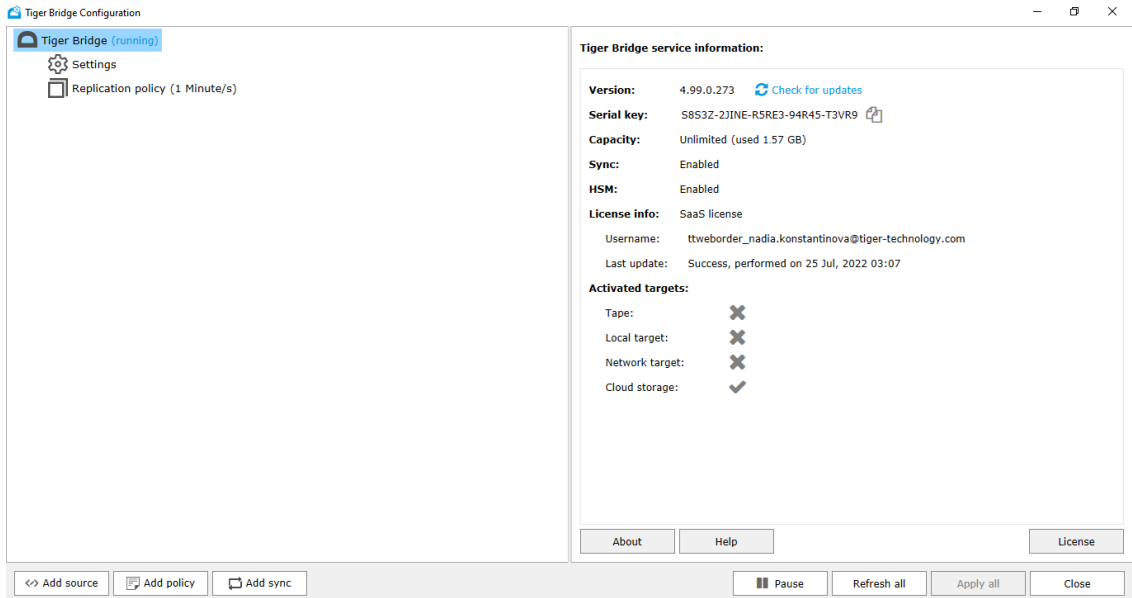 Tiger Bridge Configuration
Tiger Bridge (running)
Settings
Replication policy (1 Minute/s)
Tiger Bridge service information:
Version: 4.99.0.273 Check for updates
Serial key: S8S3Z-2JINE-R5RE3-94R45-T3VR9
Capacity: Unlimited (used 1.57 GB)
Sync: Enabled
HSM: Enabled
License info: SaaS license
Username: ttweborder_nadia.konstantinova@tiger-technology.com
Last update: Success, performed on 25 Jul, 2022 03:07
Activated targets:
Tape:
Local target:
Network target:
Cloud storage:
About Help License
Add source Add policy Add sync Pause Refresh all Apply all Close